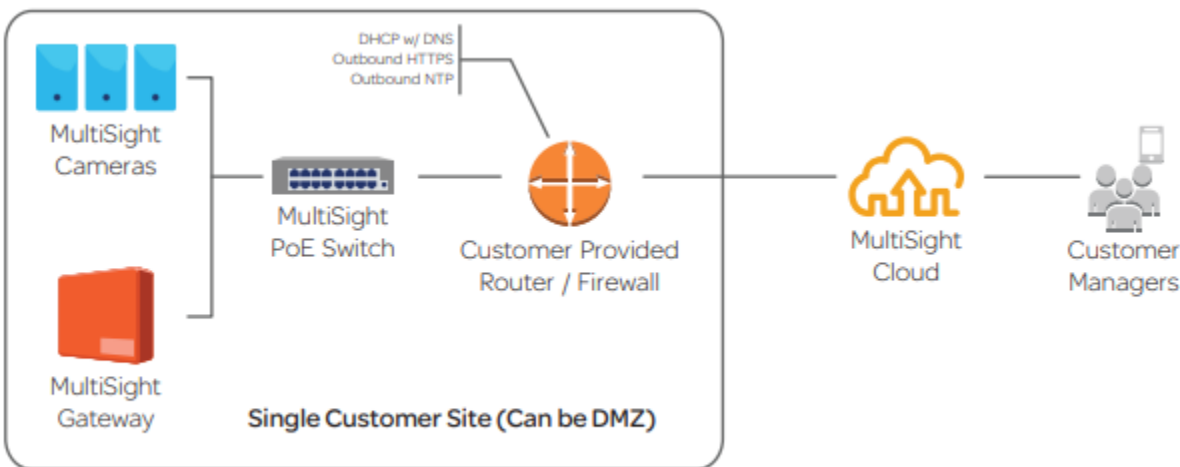 DHCP w/ DNS
Outbound HTTPS
Outbound NTP
MultiSight
Cameras
MultiSight
PoE Switch
Customer Provided
Router / Firewall
MultiSight
Cloud
Customer
Managers
MultiSight
Gateway
Single Customer Site (Can be DMZ)